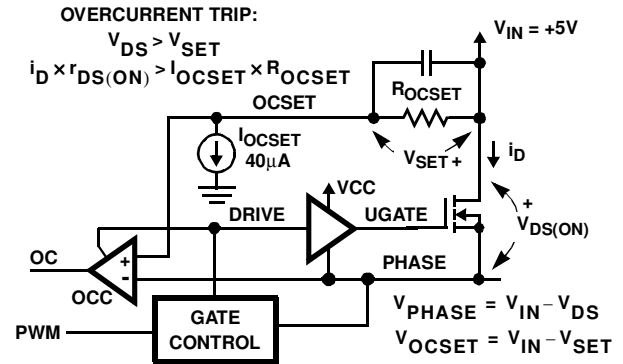 OVERCURRENT TRIP:
V_DS > V_SET
i_D × r_DS(ON) > I_OCSET × R_OCSET
V_IN = +5V
R_OCSET
OCSET
I_OCSET
40μA
V_SET +
i_D
VCC
DRIVE
UGATE
+
V_DS(ON)
OC
+
-
OCC
PHASE
PWM
GATE
CONTROL
V_PHASE = V_IN – V_DS
V_OCSET = V_IN – V_SET